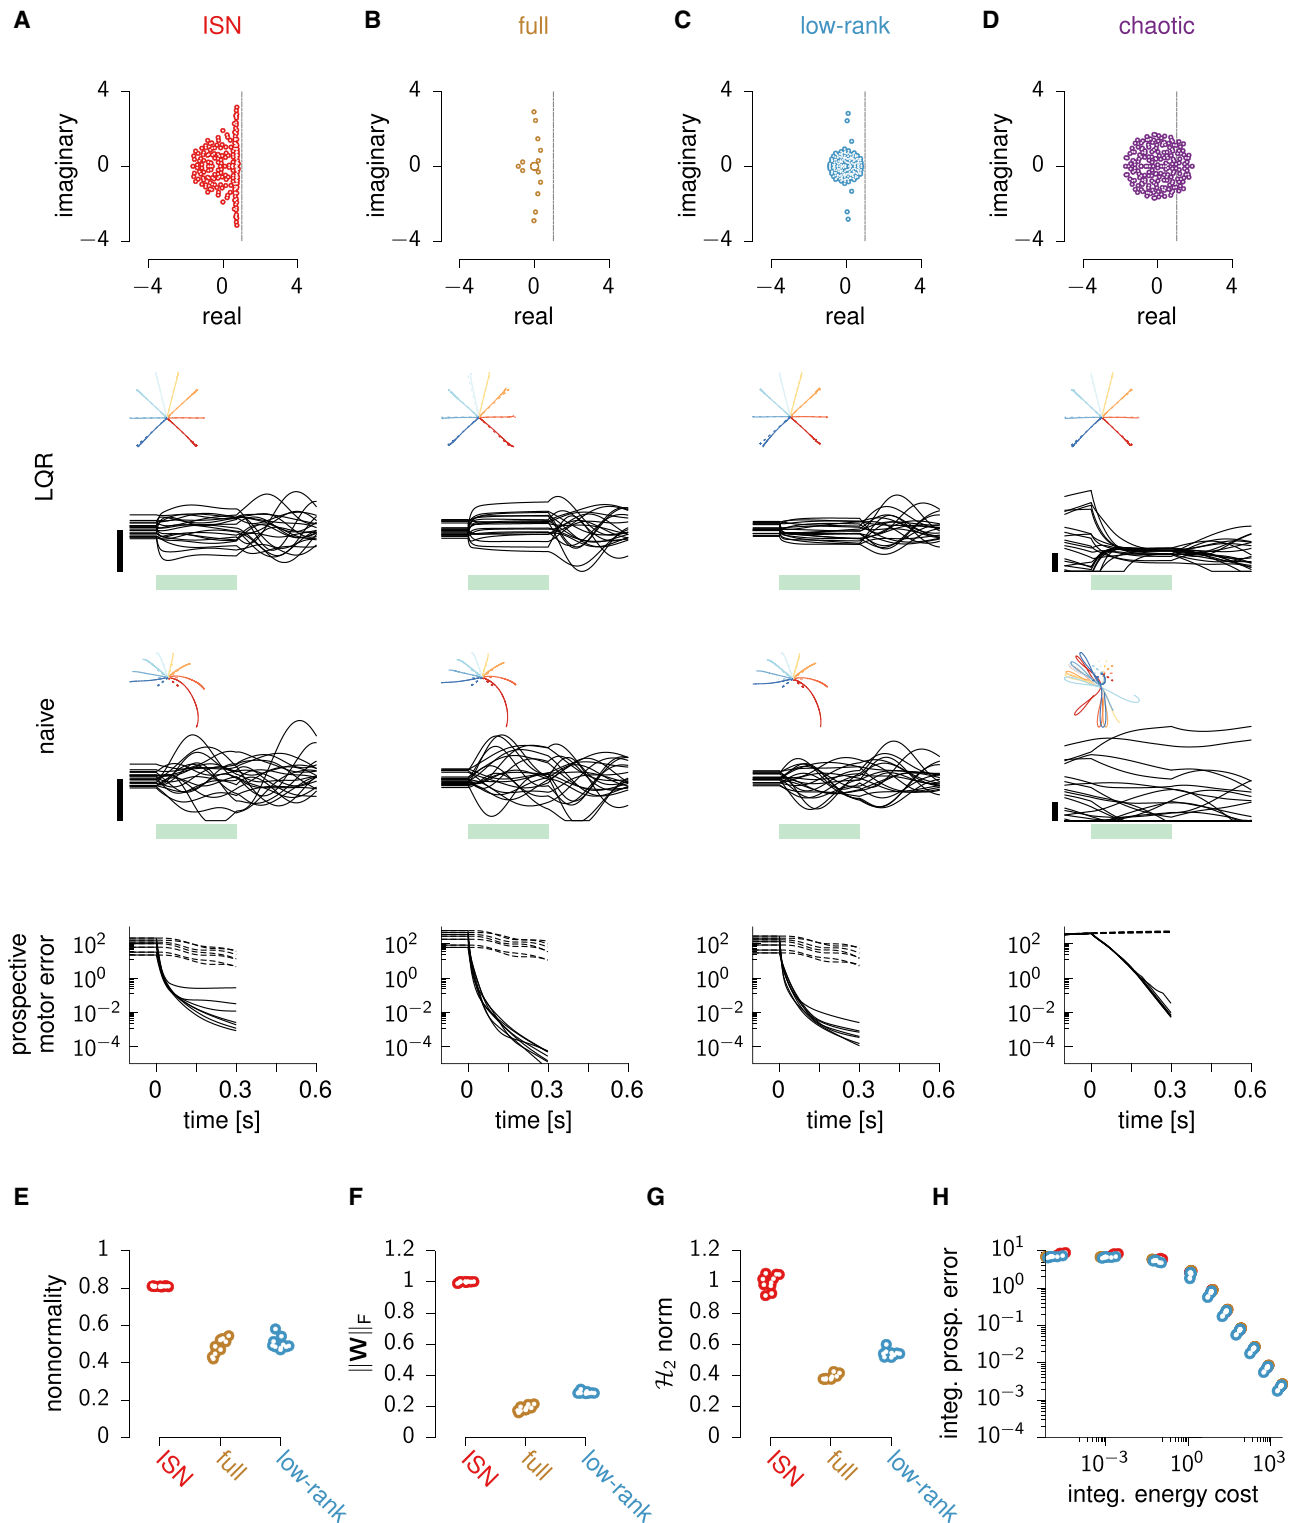 A ISN
B full
C low-rank
D chaotic
imaginary
4
0
−4
−4 0 4
real
imaginary
4
0
−4
−4 0 4
real
imaginary
4
0
−4
−4 0 4
real
imaginary
4
0
−4
−4 0 4
real
LQR
naive
prospective
motor error
10^2
10^0
10^−2
10^−4
0 0.3 0.6
time [s]
10^2
10^0
10^−2
10^−4
0 0.3 0.6
time [s]
10^2
10^0
10^−2
10^−4
0 0.3 0.6
time [s]
10^2
10^0
10^−2
10^−4
0 0.3 0.6
time [s]
E
nonnormality
1
0.8
0.6
0.4
0.2
0
ISN full low-rank
F
||W||_F
1.2
1
0.8
0.6
0.4
0.2
0
ISN full low-rank
G
ℋ_2 norm
1.2
1
0.8
0.6
0.4
0.2
0
ISN full low-rank
H
integ. prosp. error
10^1
10^0
10^−1
10^−2
10^−3
10^−4
10^−3 10^0 10^3
integ. energy cost